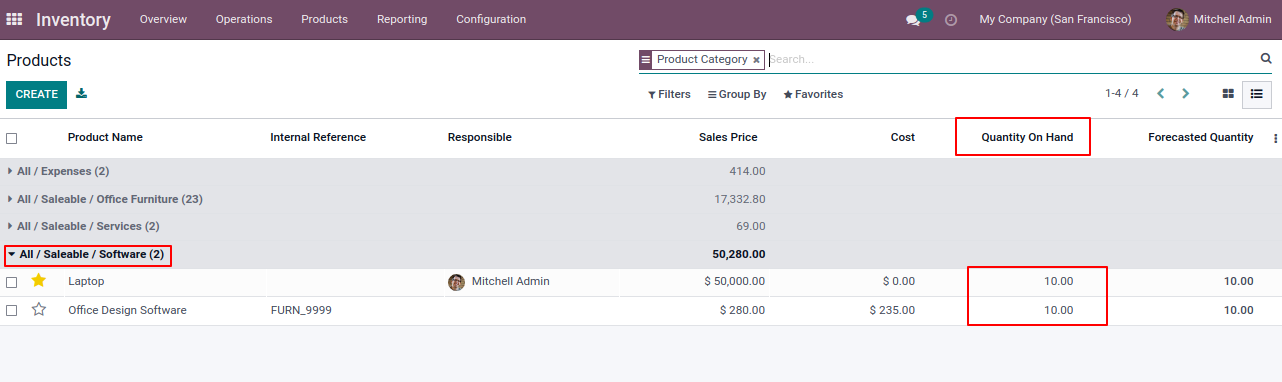 Inventory Overview Operations Products Reporting Configuration 5 My Company (San Francisco) Mitchell Admin
Products Product Category × Search...
CREATE Filters Group By Favorites 1-4 / 4
Product Name Internal Reference Responsible Sales Price Cost Quantity On Hand Forecasted Quantity
All / Expenses (2) 414.00
All / Saleable / Office Furniture (23) 17,332.80
All / Saleable / Services (2) 69.00
All / Saleable / Software (2) 50,280.00
Laptop Mitchell Admin $ 50,000.00 $ 0.00 10.00 10.00
Office Design Software FURN_9999 $ 280.00 $ 235.00 10.00 10.00